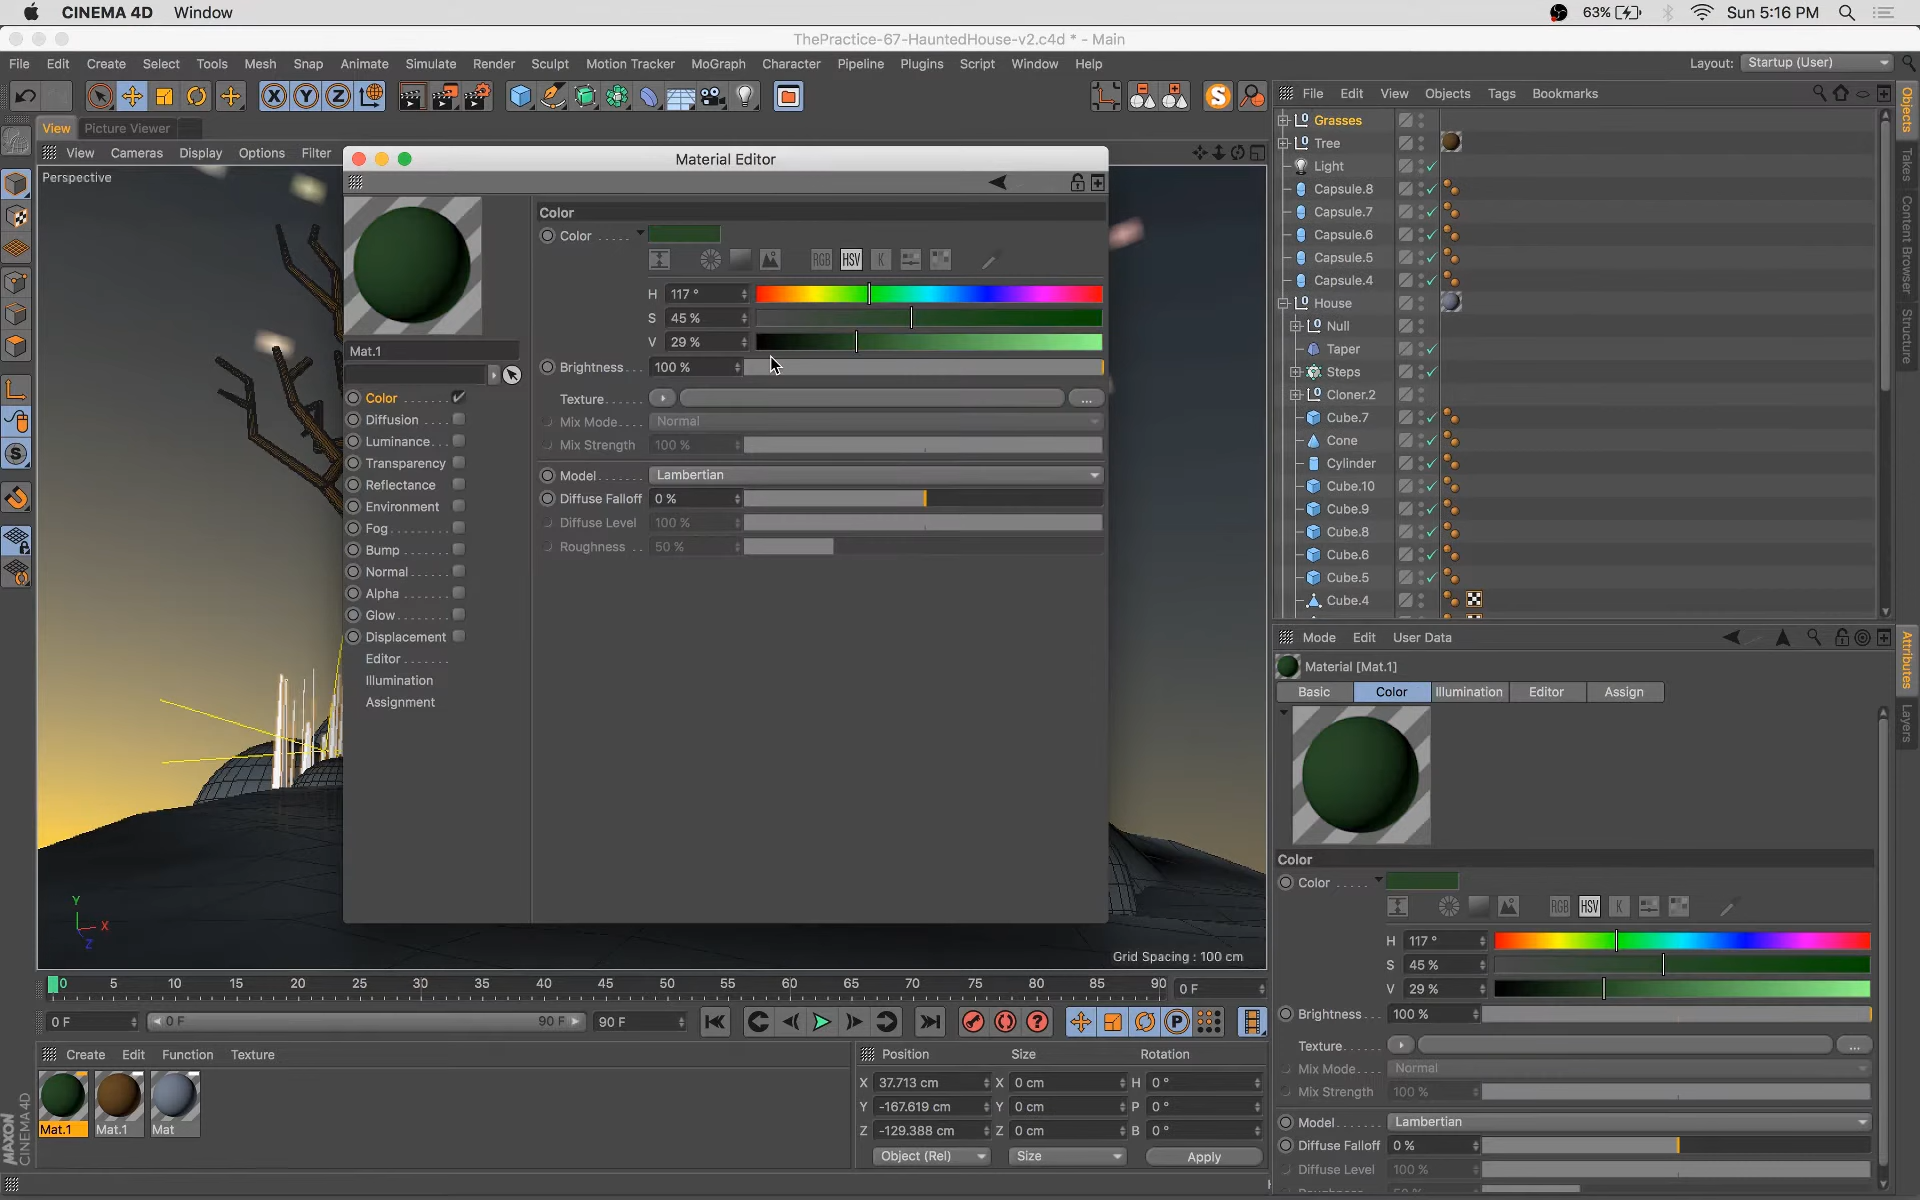 CINEMA 4D Window
63% Sun 5:16 PM
ThePractice-67-HauntedHouse-v2.c4d * - Main
File Edit Create Select Tools Mesh Snap Animate Simulate Render Sculpt Motion Tracker MoGraph Character Pipeline Plugins Script Window Help
Layout: Startup (User)
X Y Z
View Picture Viewer
View Cameras Display Options Filter
Perspective
Material Editor
Color
Color
RGB HSV K
H 117 °
S 45 %
V 29 %
Brightness 100 %
Texture
Mix Mode Normal
Mix Strength 100 %
Model Lambertian
Diffuse Falloff 0 %
Diffuse Level 100 %
Roughness 50 %
Mat.1
Color
Diffusion
Luminance
Transparency
Reflectance
Environment
Fog
Bump
Normal
Alpha
Glow
Displacement
Editor
Illumination
Assignment
Y
X
Z
Grid Spacing : 100 cm
0 5 10 15 20 25 30 35 40 45 50 55 60 65 70 75 80 85 90 0 F
0 F 0 F 90 F 90 F
Create Edit Function Texture
Mat.1 Mat.1 Mat
MAXON CINEMA 4D
Position Size Rotation
X 37.713 cm X 0 cm H 0 °
Y -167.619 cm Y 0 cm P 0 °
Z -129.388 cm Z 0 cm B 0 °
Object (Rel) Size Apply
File Edit View Objects Tags Bookmarks
Grasses
Tree
Light
Capsule.8
Capsule.7
Capsule.6
Capsule.5
Capsule.4
House
Null
Taper
Steps
Cloner.2
Cube.7
Cone
Cylinder
Cube.10
Cube.9
Cube.8
Cube.6
Cube.5
Cube.4
Objects
Takes
Content Browser
Structure
Mode Edit User Data
Material [Mat.1]
Basic Color Illumination Editor Assign
Color
Color
RGB HSV K
H 117 °
S 45 %
V 29 %
Brightness 100 %
Texture
Mix Mode Normal
Mix Strength 100 %
Model Lambertian
Diffuse Falloff 0 %
Diffuse Level 100 %
Attributes
Layers